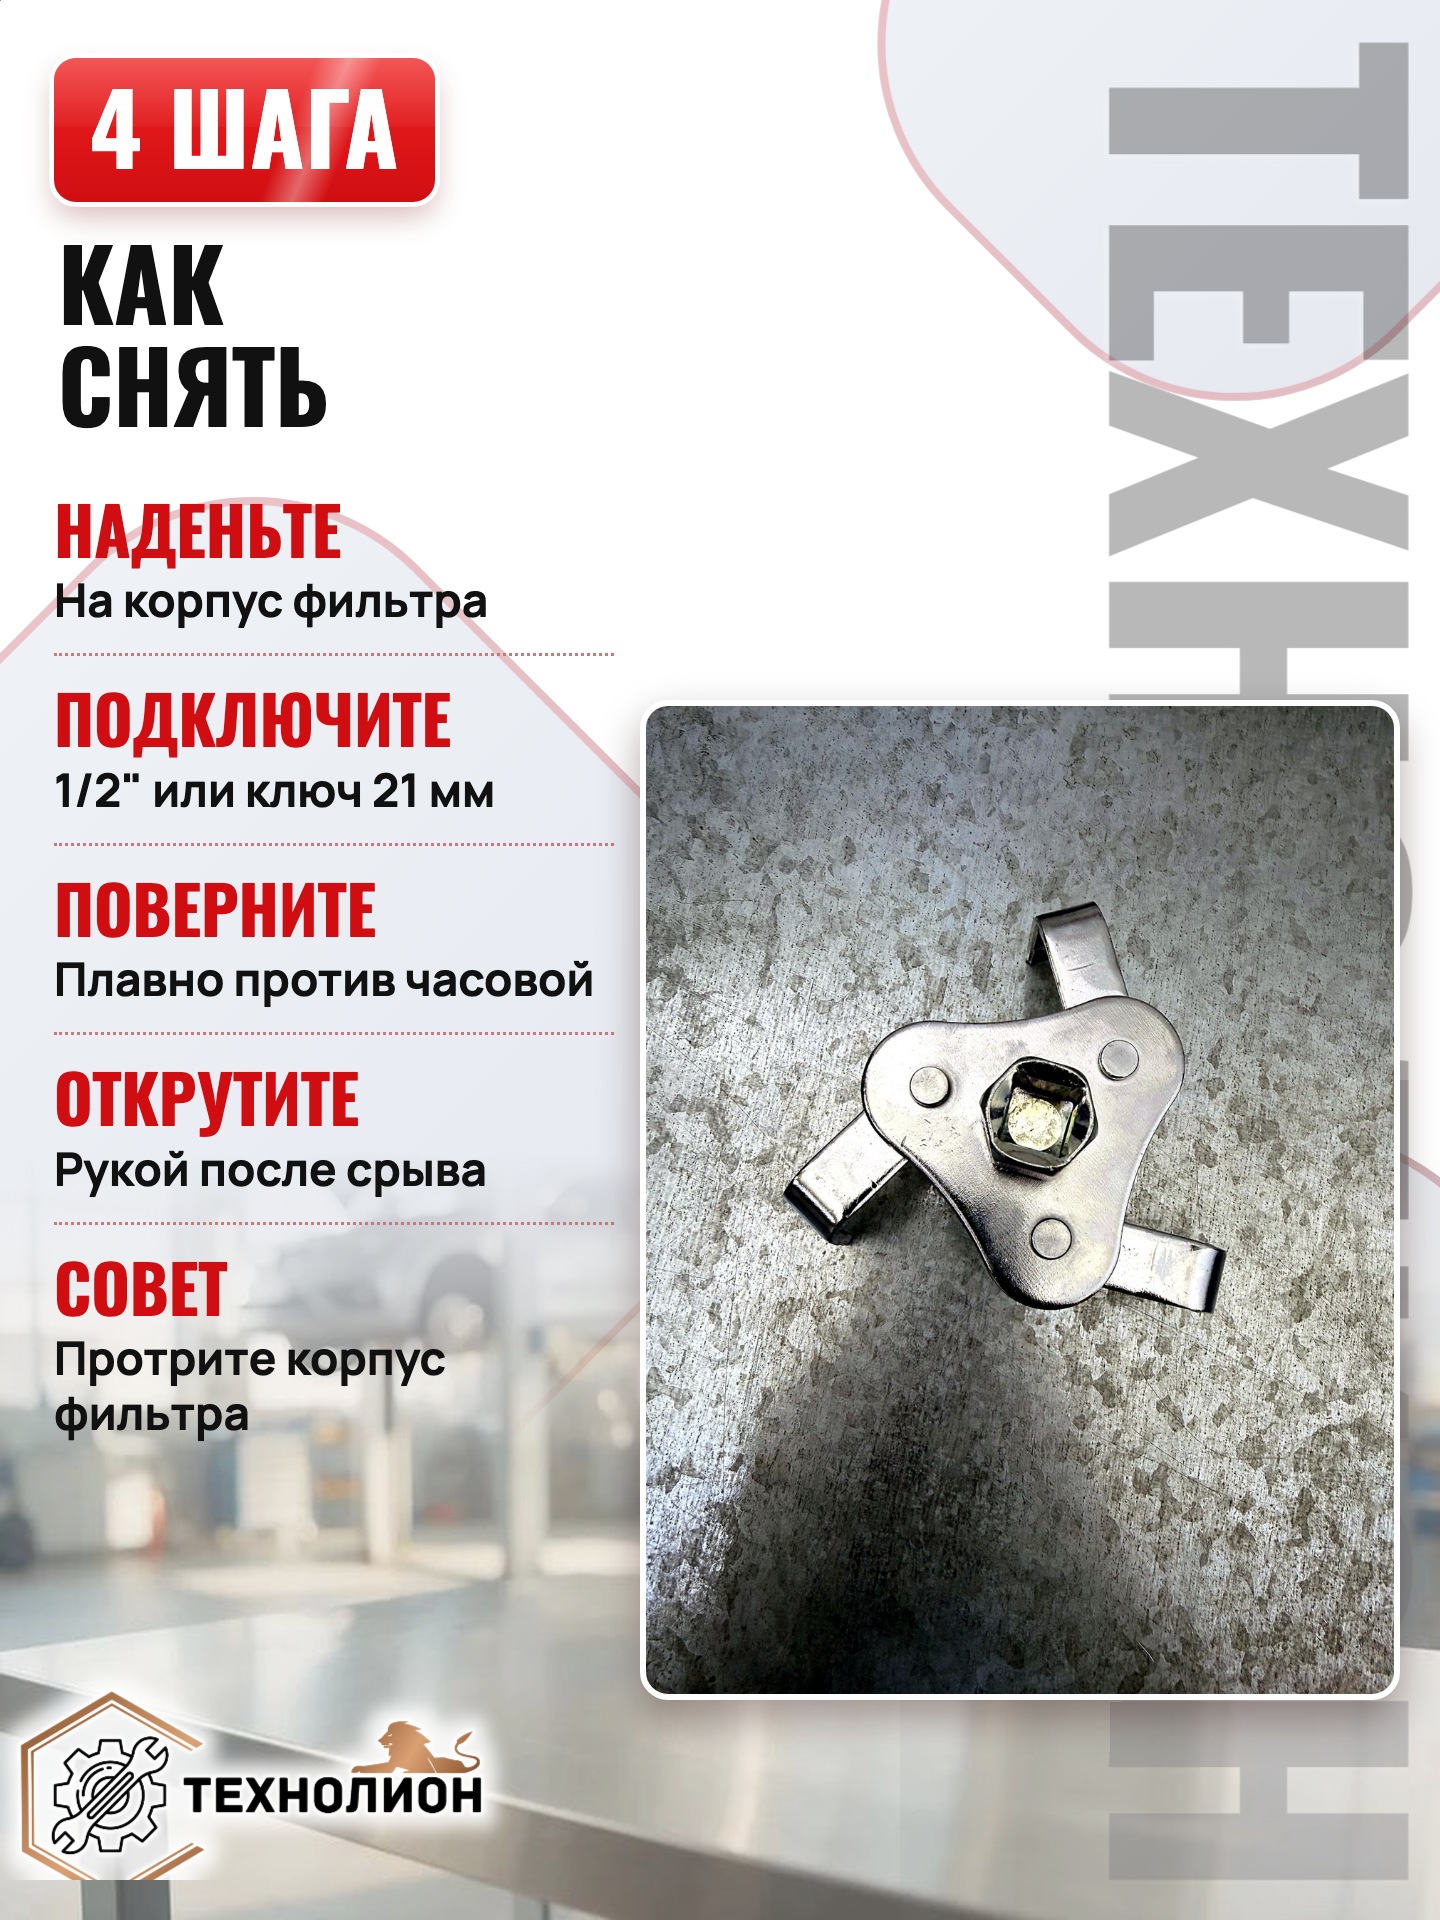 4 ШАГА
КАК
СНЯТЬ
НАДЕНЬТЕ
На корпус фильтра
ПОДКЛЮЧИТЕ
1/2" или ключ 21 мм
ПОВЕРНИТЕ
Плавно против часовой
ОТКРУТИТЕ
Рукой после срыва
СОВЕТ
Протрите корпус
фильтра
ТЕХНОЛИОН